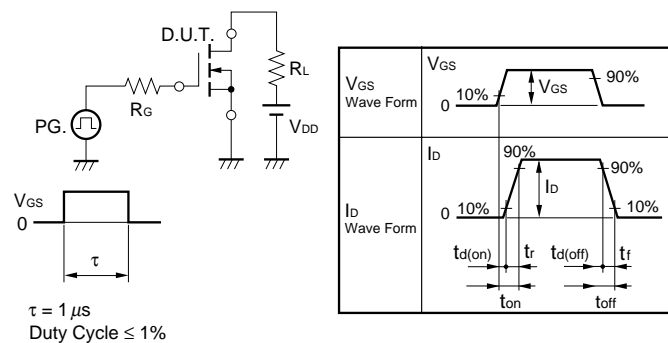 D.U.T.
RL
RG
PG.
VDD
VGS
0
τ
τ = 1 μs
Duty Cycle ≤ 1%
VGS
Wave Form
VGS
10%
0
VGS
90%
ID
Wave Form
ID
90%
90%
ID
10%
0
10%
td(on)
tr
td(off)
tf
ton
toff